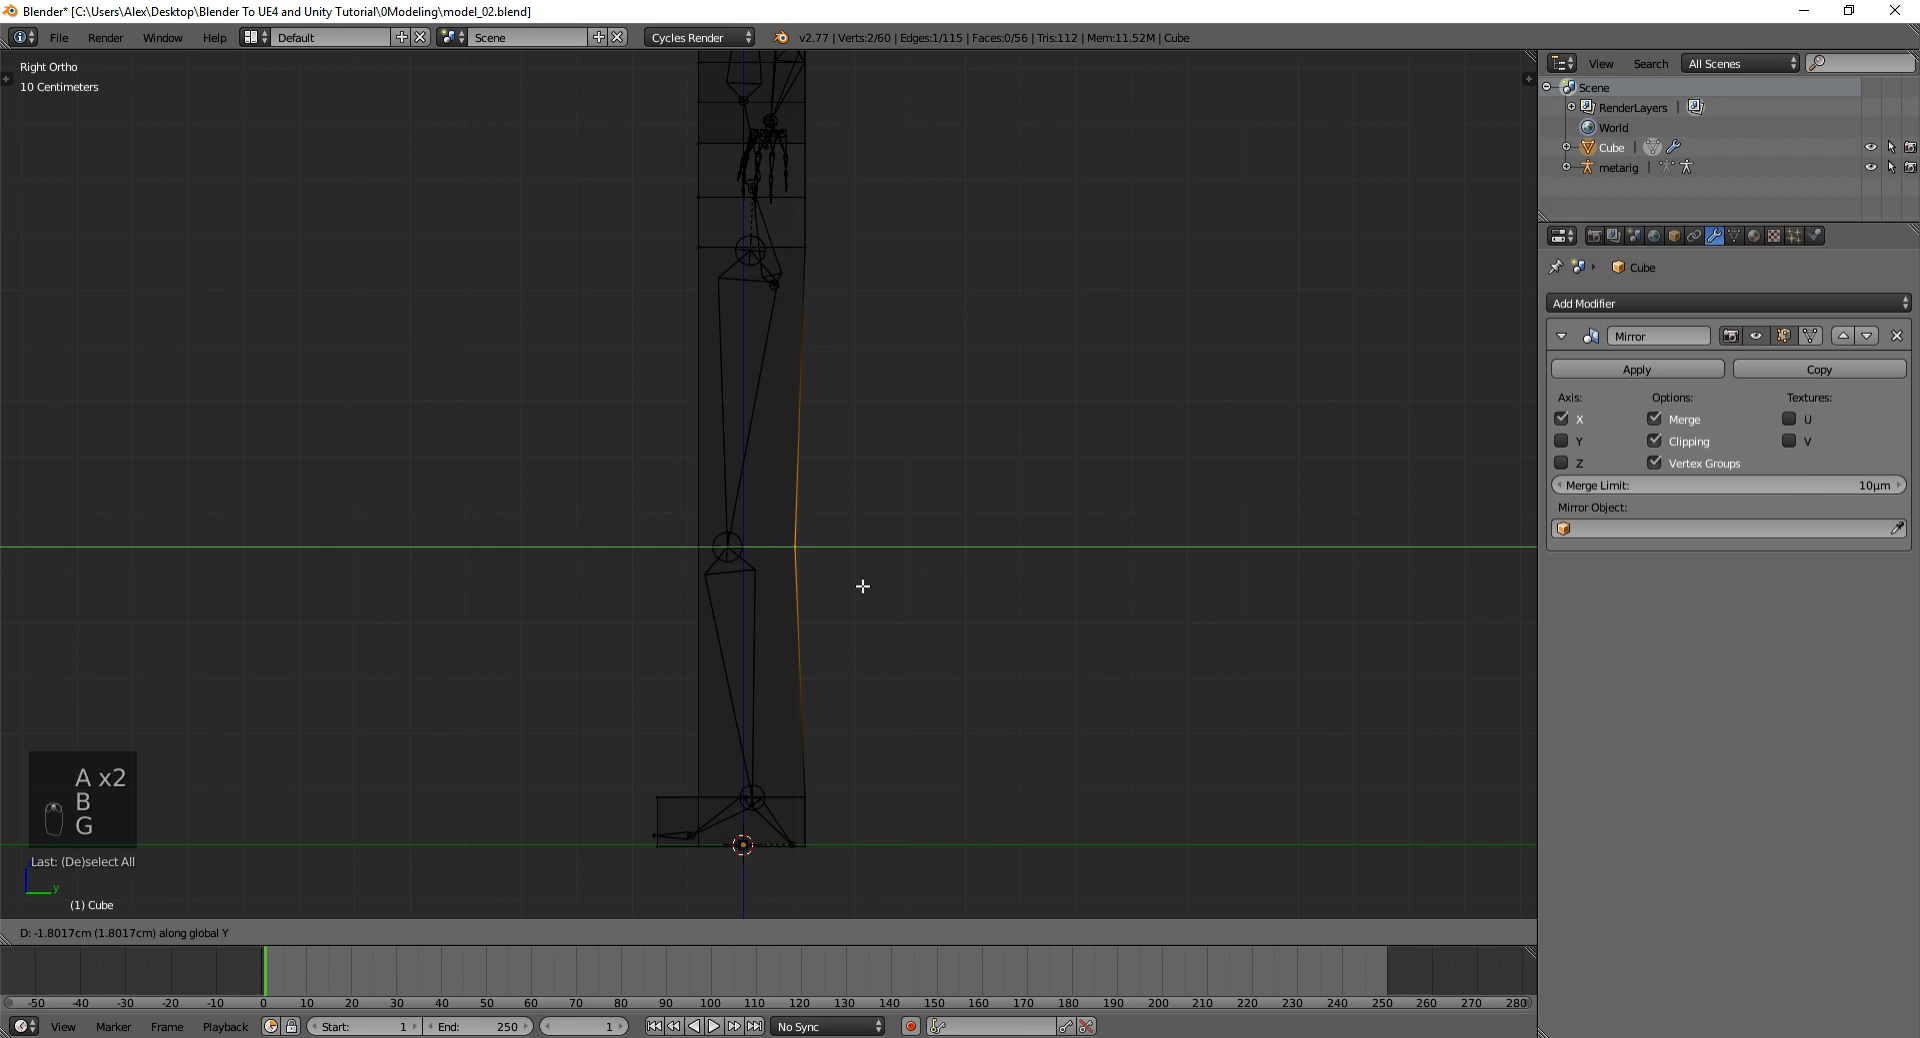 Blender* [C:\Users\Alex\Desktop\Blender To UE4 and Unity Tutorial\0Modeling\model_02.blend]
File Render Window Help Default Scene Cycles Render v2.77 | Verts:2/60 | Edges:1/115 | Faces:0/56 | Tris:112 | Mem:11.52M | Cube
Right Ortho
10 Centimeters
View Search All Scenes
Scene
RenderLayers |
World
Cube |
metarig |
Cube
Add Modifier
Mirror
Apply Copy
Axis: Options: Textures:
X Merge U
Y Clipping V
Z Vertex Groups
Merge Limit: 10µm
Mirror Object:
A x2
B
G
Last: (De)select All
y
(1) Cube
D: -1.8017cm (1.8017cm) along global Y
-50 -40 -30 -20 -10 0 10 20 30 40 50 60 70 80 90 100 110 120 130 140 150 160 170 180 190 200 210 220 230 240 250 260 270 280
View Marker Frame Playback Start: 1 End: 250 1 No Sync